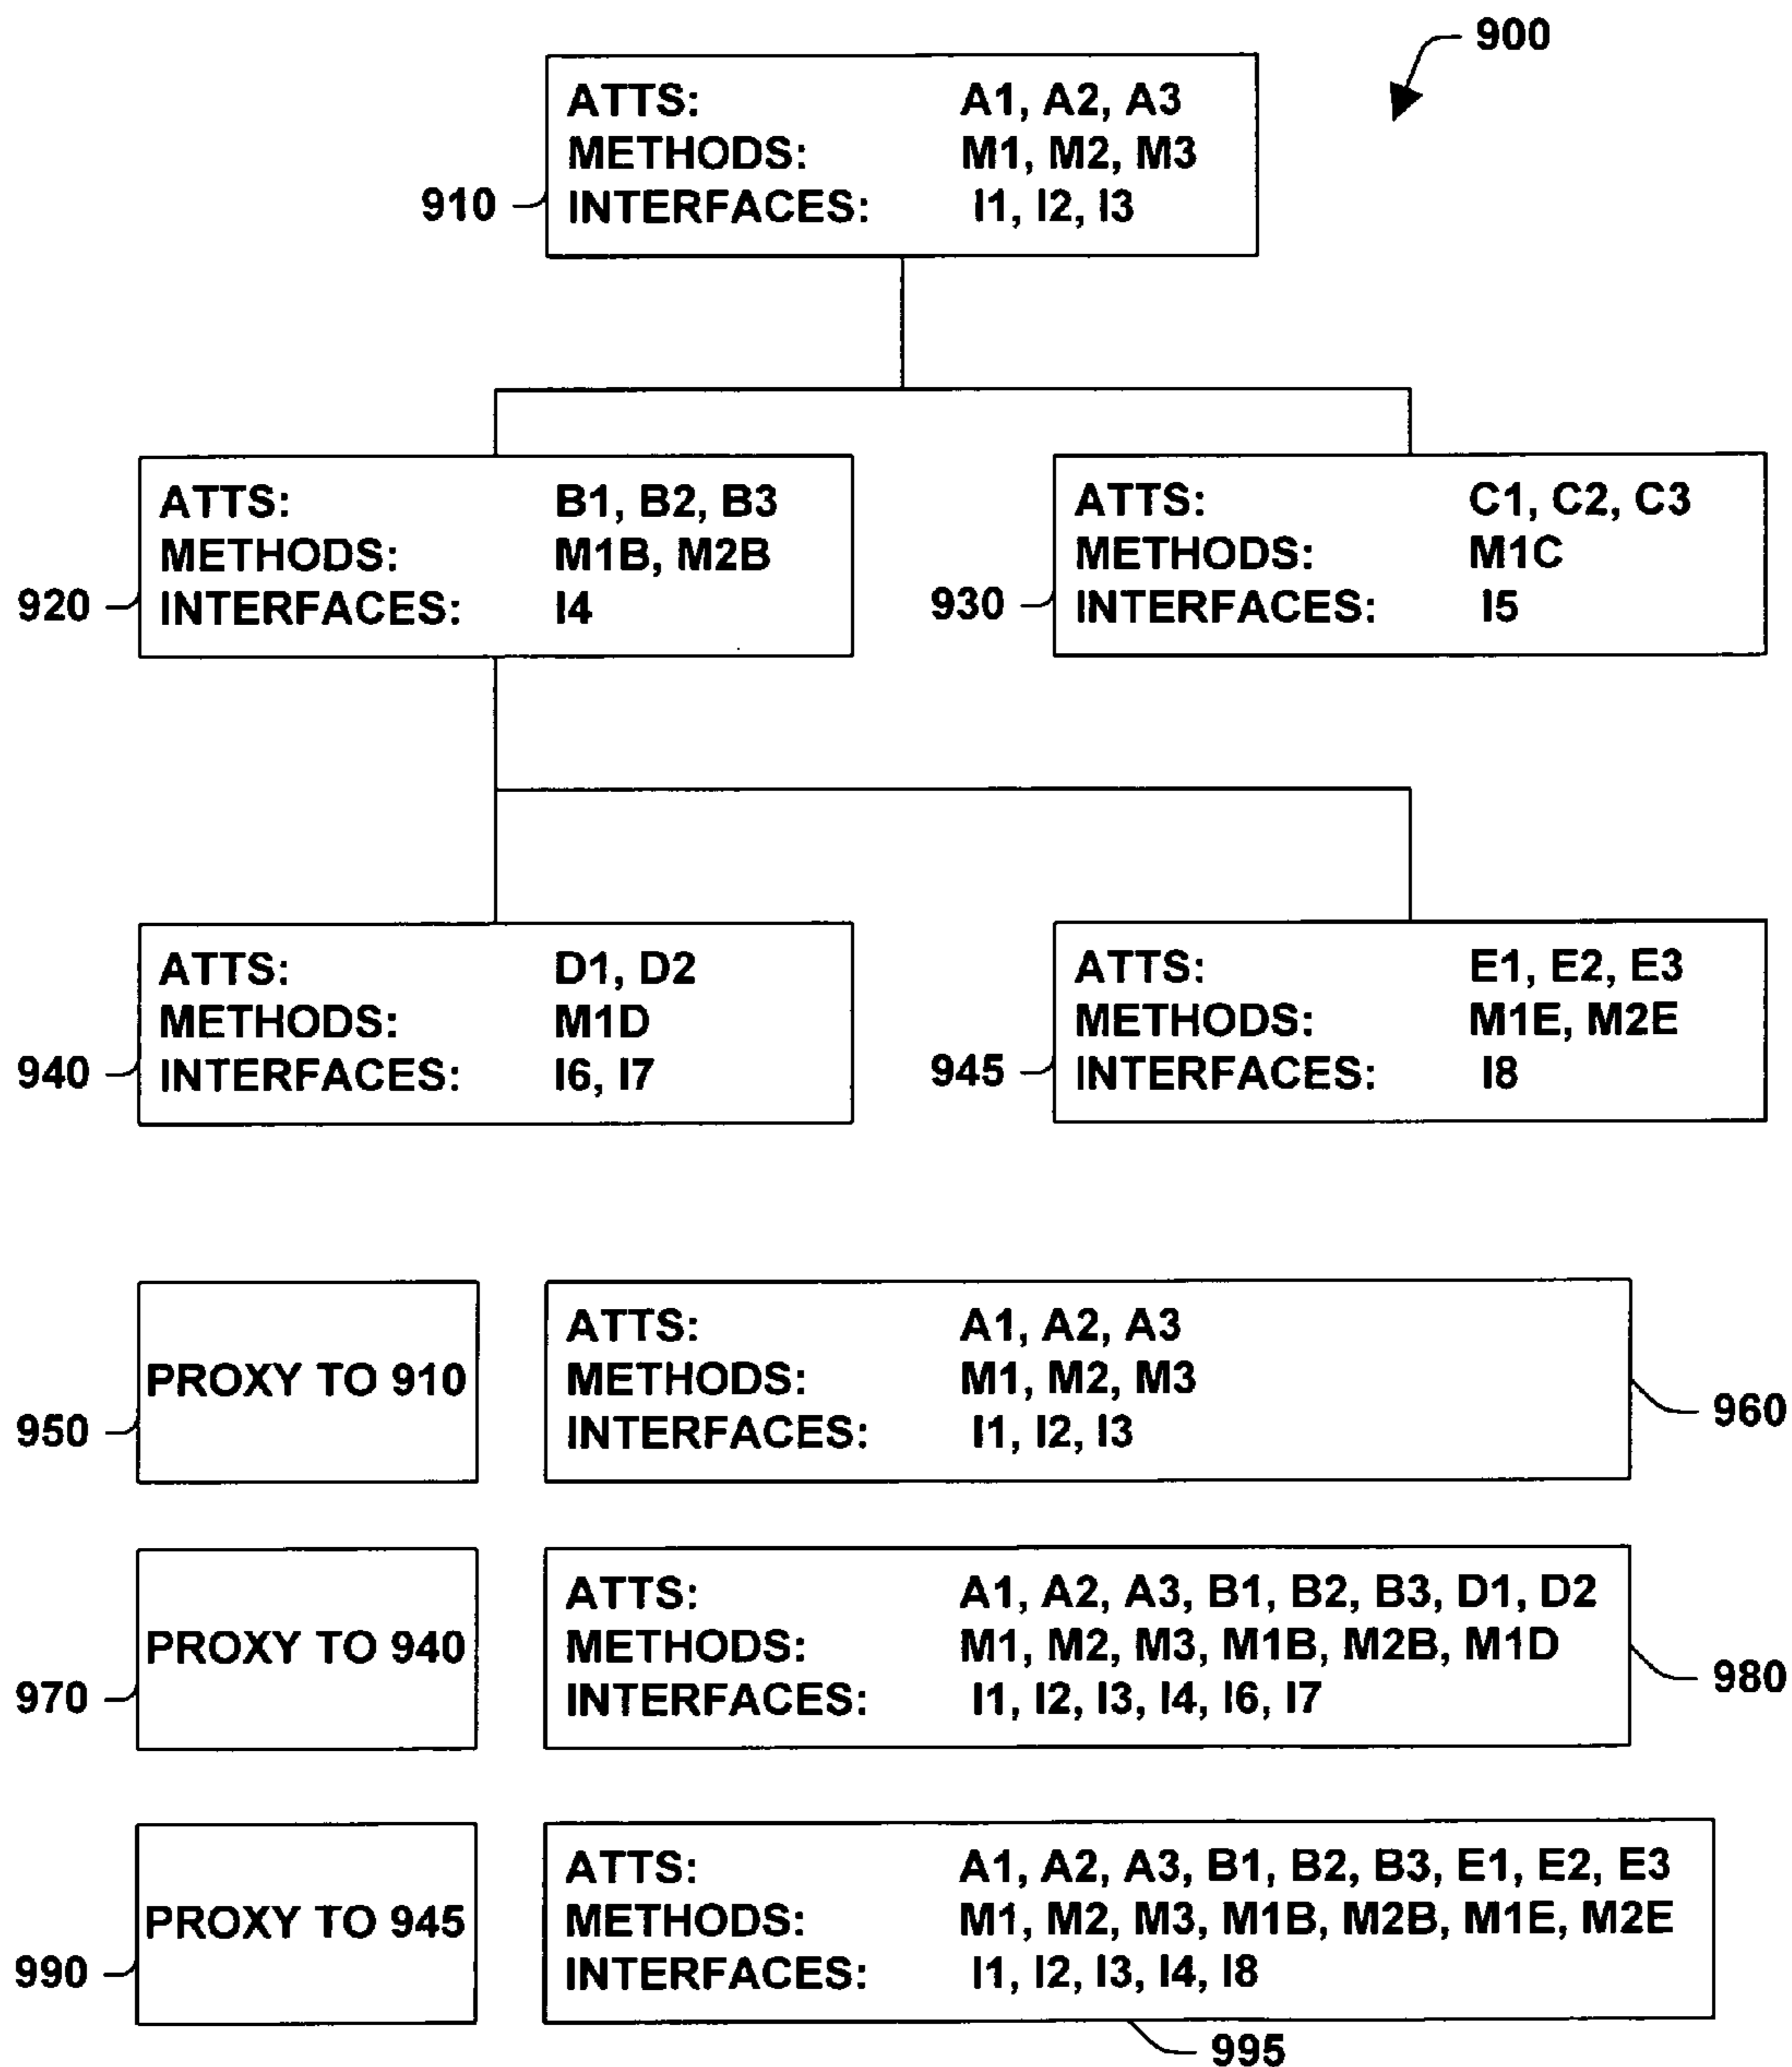 900
ATTS: A1, A2, A3
METHODS: M1, M2, M3
910 INTERFACES: I1, I2, I3
ATTS: B1, B2, B3
METHODS: M1B, M2B
920 INTERFACES: I4
ATTS: C1, C2, C3
METHODS: M1C
930 INTERFACES: I5
ATTS: D1, D2
METHODS: M1D
940 INTERFACES: I6, I7
ATTS: E1, E2, E3
METHODS: M1E, M2E
945 INTERFACES: I8
PROXY TO 910
950
ATTS: A1, A2, A3
METHODS: M1, M2, M3
INTERFACES: I1, I2, I3
960
PROXY TO 940
970
ATTS: A1, A2, A3, B1, B2, B3, D1, D2
METHODS: M1, M2, M3, M1B, M2B, M1D
INTERFACES: I1, I2, I3, I4, I6, I7
980
PROXY TO 945
990
ATTS: A1, A2, A3, B1, B2, B3, E1, E2, E3
METHODS: M1, M2, M3, M1B, M2B, M1E, M2E
INTERFACES: I1, I2, I3, I4, I8
995